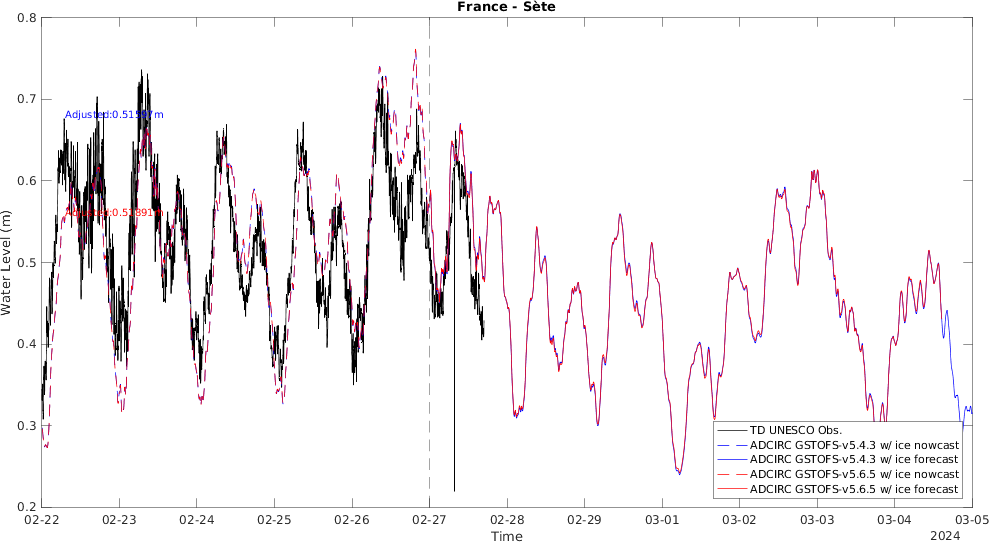 France - Sète
0.8
0.7
0.6
0.5
0.4
0.3
0.2
Water Level (m)
02-22
02-23
02-24
02-25
02-26
02-27
02-28
02-29
03-01
03-02
03-03
03-04
03-05
Time
2024
TD UNESCO Obs.
ADCIRC GSTOFS-v5.4.3 w/ ice nowcast
ADCIRC GSTOFS-v5.4.3 w/ ice forecast
ADCIRC GSTOFS-v5.6.5 w/ ice nowcast
ADCIRC GSTOFS-v5.6.5 w/ ice forecast